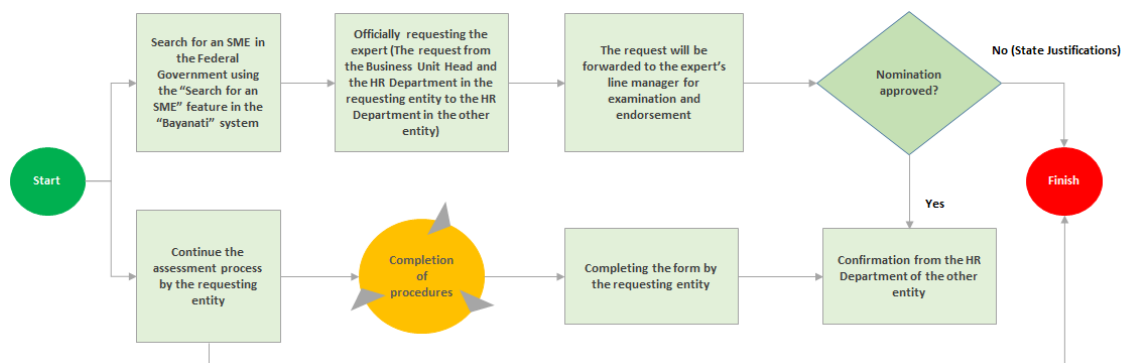 Start
Search for an SME in
the Federal
Government using
the “Search for an
SME” feature in the
“Bayanati” system
Officially requesting the
expert (The request from
the Business Unit Head and
the HR Department in the
requesting entity to the HR
Department in the other
entity)
The request will be
forwarded to the expert’s
line manager for
examination and
endorsement
Nomination
approved?
No (State Justifications)
Finish
Yes
Continue the
assessment process
by the requesting
entity
Completion
of
procedures
Completing the form by
the requesting entity
Confirmation from the HR
Department of the other
entity